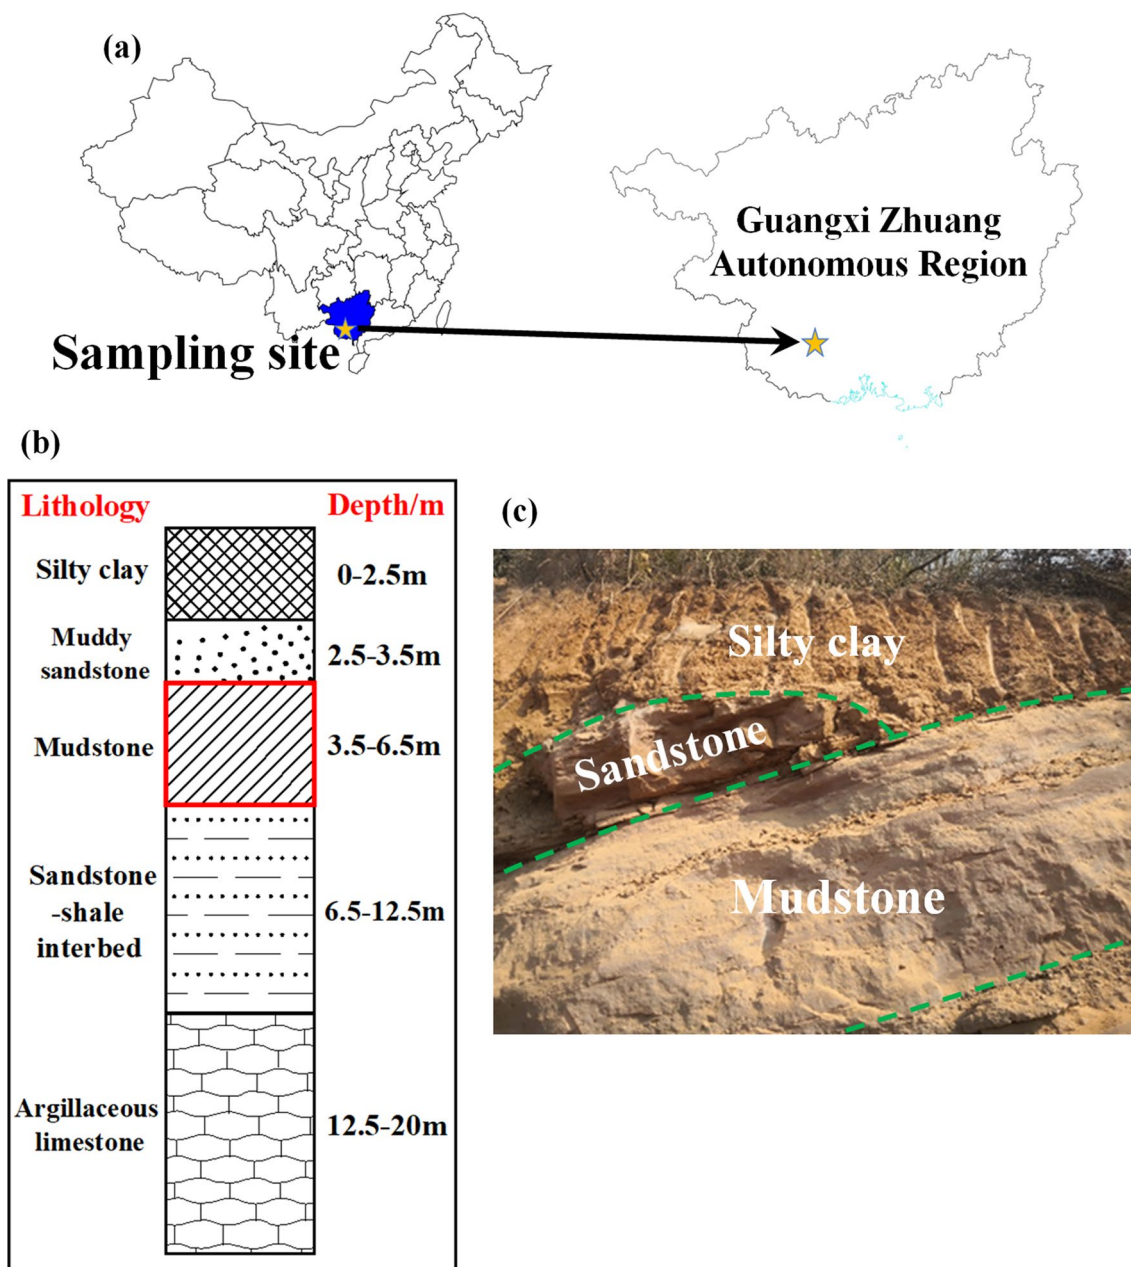 (a)
Guangxi Zhuang
Autonomous Region
Sampling site
(b)
Lithology Depth/m
Silty clay 0-2.5m
Muddy
sandstone 2.5-3.5m
Mudstone 3.5-6.5m
Sandstone
-shale
interbed 6.5-12.5m
Argillaceous
limestone 12.5-20m
(c)
Silty clay
Sandstone
Mudstone